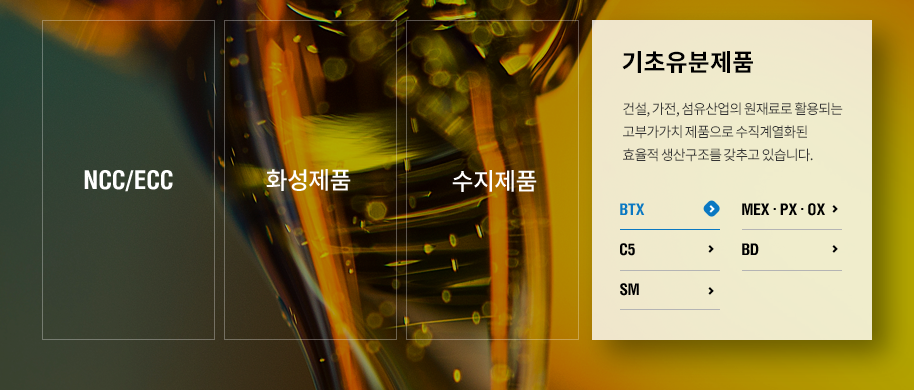 NCC/ECC
화성제품
수지제품
기초유분제품
건설, 가전, 섬유산업의 원재료로 활용되는
고부가가치 제품으로 수직계열화된
효율적 생산구조를 갖추고 있습니다.
BTX
MEX · PX · OX
C5
BD
SM